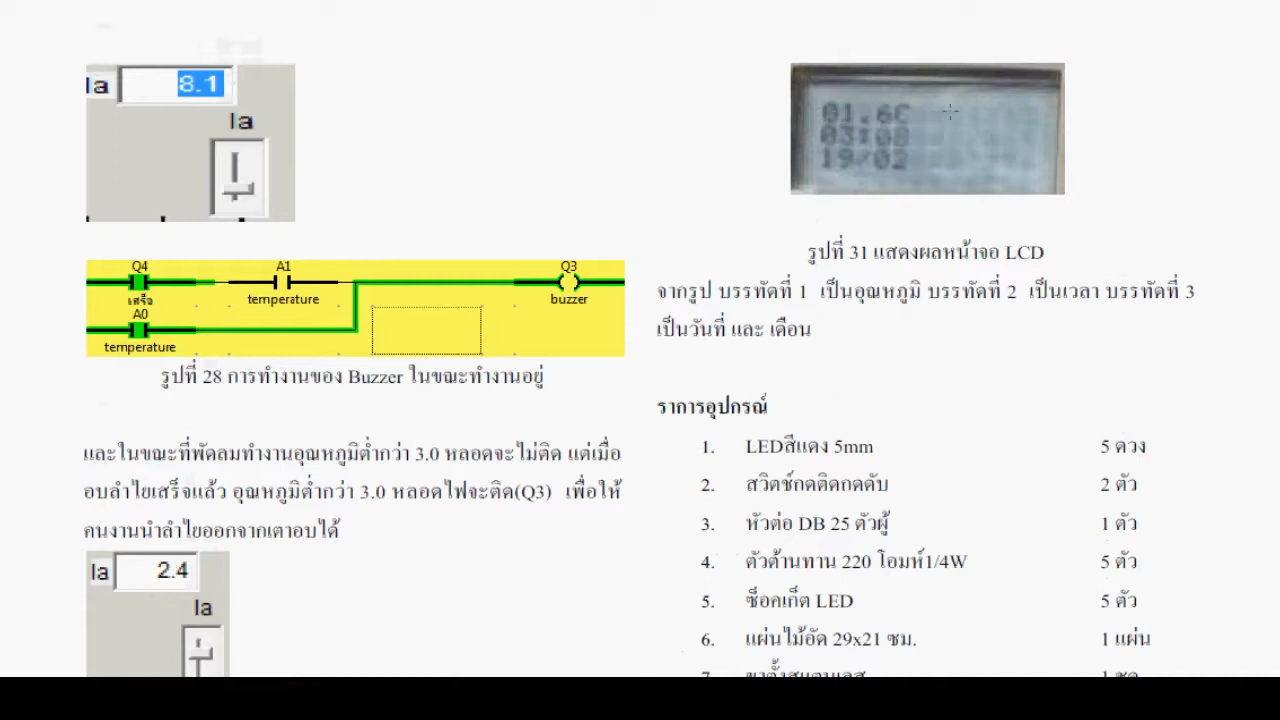 Ia 8.1
Ia
Q4 A1 Q3
เสร็จ temperature buzzer
A0
temperature
รูปที่ 28 การทำงานของ Buzzer ในขณะทำงานอยู่
และในขณะที่พัดลมทำงานอุณหภูมิต่ำกว่า 3.0 หลอดจะไม่ติด แต่เมื่อ
อบลำไยเสร็จแล้ว อุณหภูมิต่ำกว่า 3.0 หลอดไฟจะติด(Q3) เพื่อให้
คนงานนำลำไยออกจากเตาอบได้
Ia 2.4
Ia
01.6C
03:08
19/02
รูปที่ 31 แสดงผลหน้าจอ LCD
จากรูป บรรทัดที่ 1 เป็นอุณหภูมิ บรรทัดที่ 2 เป็นเวลา บรรทัดที่ 3
เป็นวันที่ และ เดือน
ราการอุปกรณ์
1. LEDสีแดง 5mm 5 ดวง
2. สวิตช์กดติดกดดับ 2 ตัว
3. หัวต่อ DB 25 ตัวผู้ 1 ตัว
4. ตัวต้านทาน 220 โอมห์1/4W 5 ตัว
5. ซ็อคเก็ต LED 5 ตัว
6. แผ่นไม้อัด 29x21 ซม. 1 แผ่น
7. ขาตั้งสแตนเลส 1 ชุด